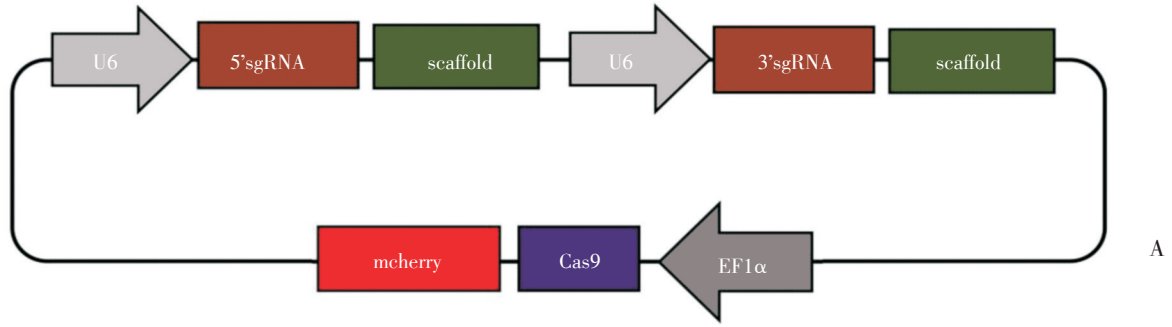 U6 5’sgRNA scaffold U6 3’sgRNA scaffold
mcherry Cas9 EF1α A